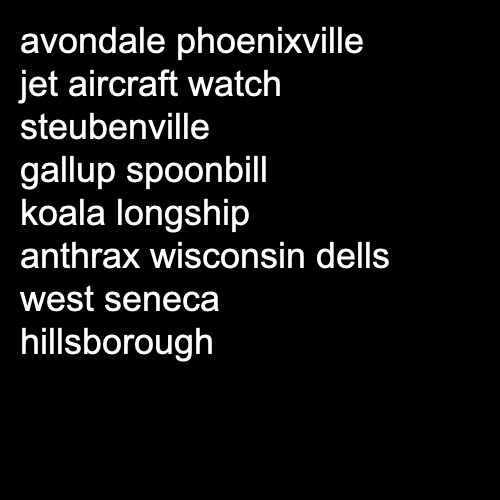 avondale phoenixville
jet aircraft watch
steubenville
gallup spoonbill
koala longship
anthrax wisconsin dells
west seneca
hillsborough